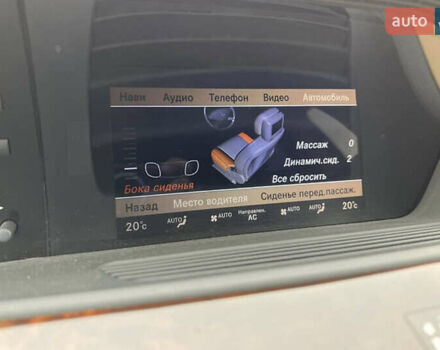 auto
Нави Аудио Телефон Видео Автомобиль
Массаж 0
Динамич.сид. 2
Все сбросить
Бока сиденья
Назад Место водителя Сиденье перед.пассаж.
20°c AUTO AUTO Направлен. AC AUTO AUTO 20°c